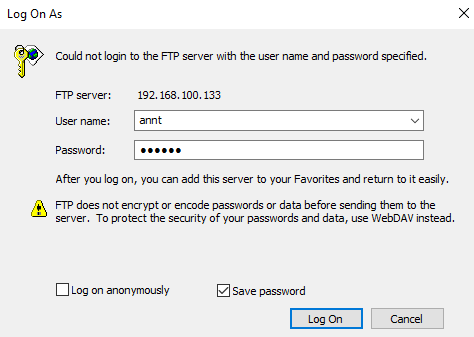 Log On As
Could not login to the FTP server with the user name and password specified.
FTP server: 192.168.100.133
User name: annt
Password: ••••••
After you log on, you can add this server to your Favorites and return to it easily.
FTP does not encrypt or encode passwords or data before sending them to the
server. To protect the security of your passwords and data, use WebDAV instead.
Log on anonymously Save password
Log On Cancel